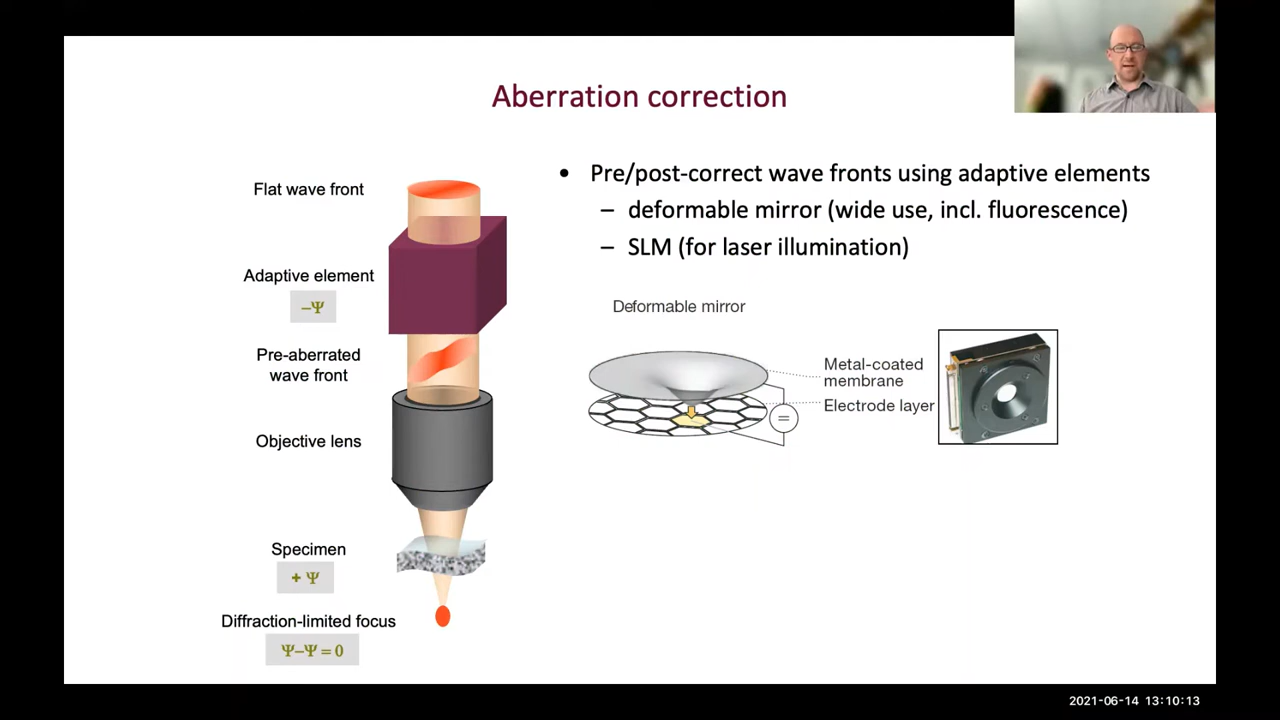 Aberration correction
Flat wave front
Adaptive element
–Ψ
Pre-aberrated
wave front
Objective lens
Specimen
+ Ψ
Diffraction-limited focus
Ψ–Ψ = 0
• Pre/post-correct wave fronts using adaptive elements
– deformable mirror (wide use, incl. fluorescence)
– SLM (for laser illumination)
Deformable mirror
Metal-coated
membrane
Electrode layer
=
2021-06-14 13:10:13